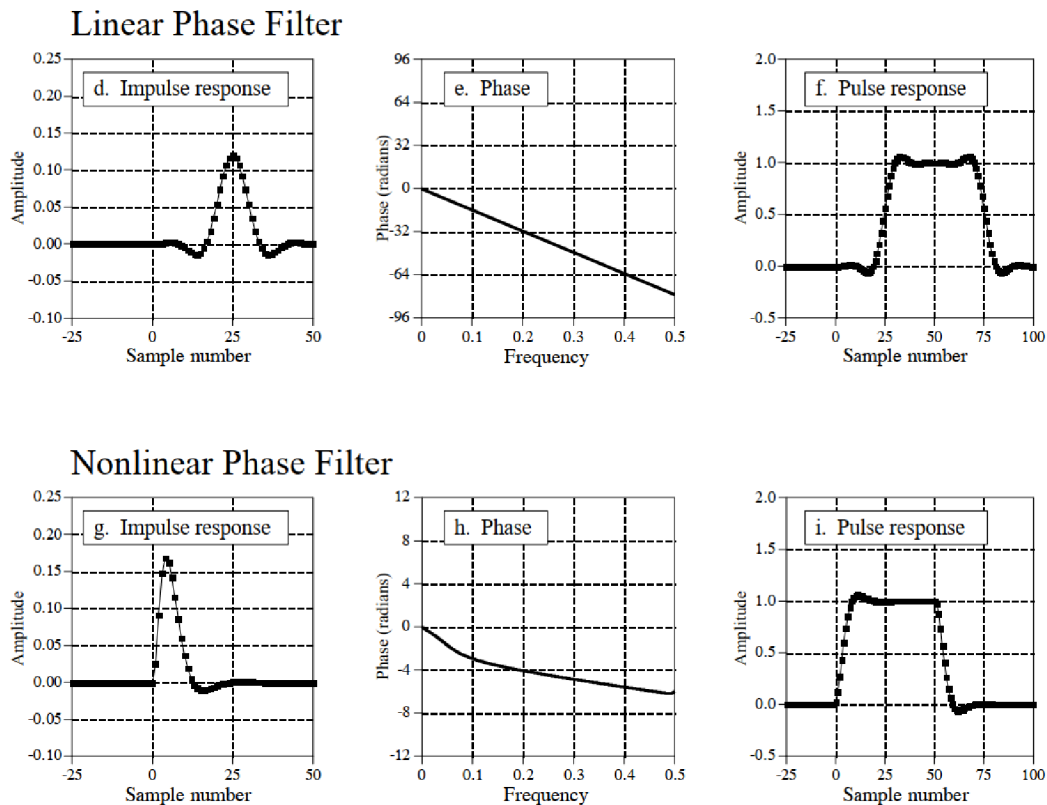 Linear Phase Filter
d. Impulse response
0.25
0.20
0.15
0.10
0.05
0.00
-0.05
-0.10
Amplitude
-25 0 25 50
Sample number
e. Phase
96
64
32
0
-32
-64
-96
Phase (radians)
0 0.1 0.2 0.3 0.4 0.5
Frequency
f. Pulse response
2.0
1.5
1.0
0.5
0.0
-0.5
Amplitude
-25 0 25 50 75 100
Sample number
Nonlinear Phase Filter
g. Impulse response
0.25
0.20
0.15
0.10
0.05
0.00
-0.05
-0.10
Amplitude
-25 0 25 50
Sample number
h. Phase
12
8
4
0
-4
-8
-12
Phase (radians)
0 0.1 0.2 0.3 0.4 0.5
Frequency
i. Pulse response
2.0
1.5
1.0
0.5
0.0
-0.5
Amplitude
-25 0 25 50 75 100
Sample number